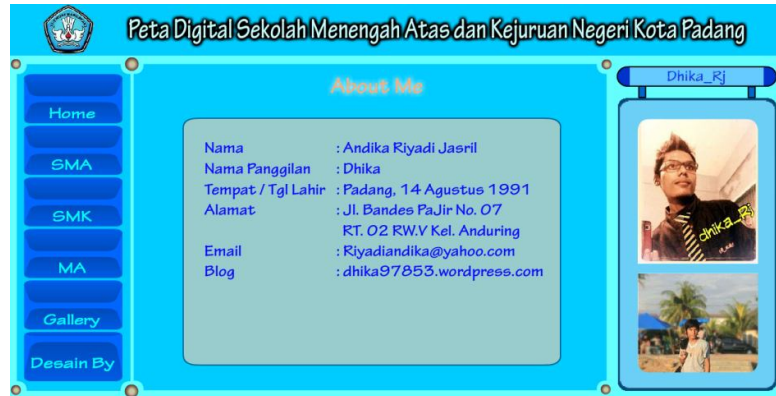 Peta Digital Sekolah Menengah Atas dan Kejuruan Negeri Kota Padang
Home
SMA
SMK
MA
Gallery
Desain By
About Me
Nama : Andika Riyadi Jasril
Nama Panggilan : Dhika
Tempat / Tgl Lahir : Padang, 14 Agustus 1991
Alamat : Jl. Bandes PaJir No. 07
RT. 02 RW.V Kel. Anduring
Email : Riyadiandika@yahoo.com
Blog : dhika97853.wordpress.com
Dhika_Rj
dhika_Rj